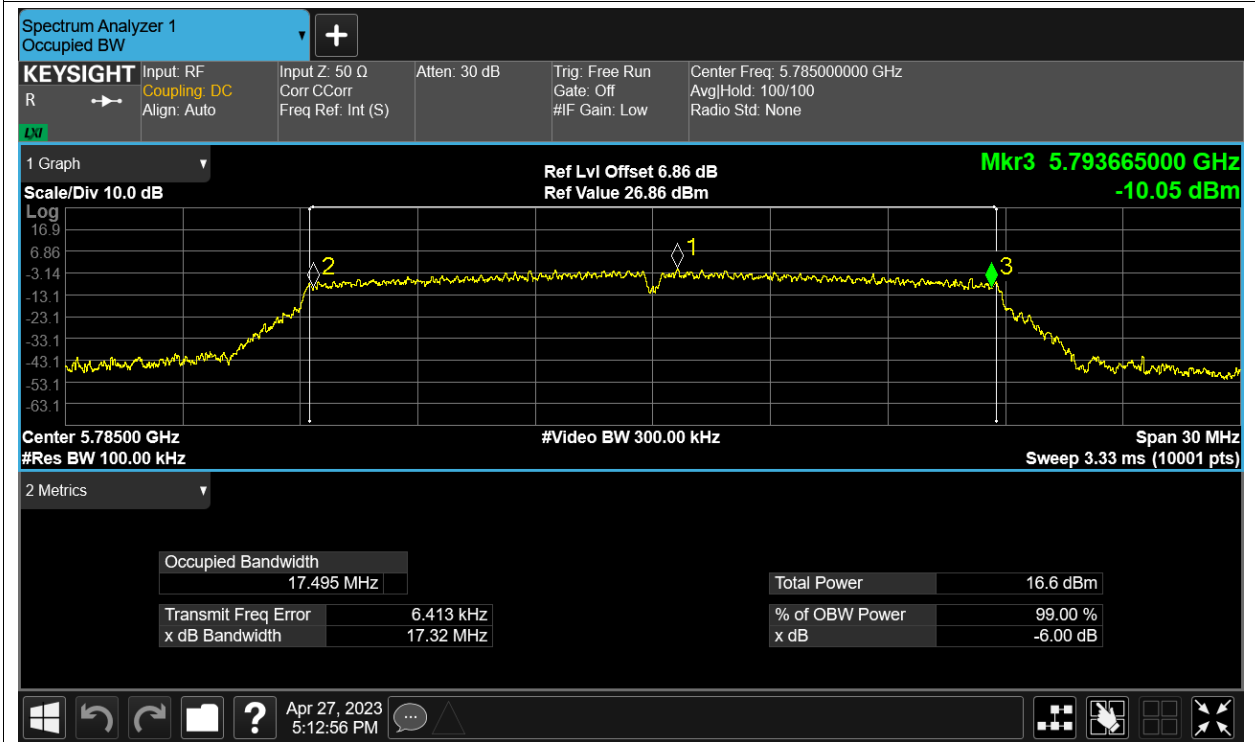 Spectrum Analyzer 1
Occupied BW
KEYSIGHT
R
LXI
Input: RF
Coupling: DC
Align: Auto
Input Z: 50 Ω
Corr CCorr
Freq Ref: Int (S)
Atten: 30 dB
Trig: Free Run
Gate: Off
#IF Gain: Low
Center Freq: 5.785000000 GHz
Avg|Hold: 100/100
Radio Std: None
1 Graph
Scale/Div 10.0 dB
Ref Lvl Offset 6.86 dB
Ref Value 26.86 dBm
Mkr3 5.793665000 GHz
-10.05 dBm
Log
16.9
6.86
-3.14
-13.1
-23.1
-33.1
-43.1
-53.1
-63.1
2
1
3
Center 5.78500 GHz
#Video BW 300.00 kHz
Span 30 MHz
#Res BW 100.00 kHz
Sweep 3.33 ms (10001 pts)
2 Metrics
Occupied Bandwidth
17.495 MHz
Total Power 16.6 dBm
Transmit Freq Error 6.413 kHz
% of OBW Power 99.00 %
x dB Bandwidth 17.32 MHz
x dB -6.00 dB
?
Apr 27, 2023
5:12:56 PM